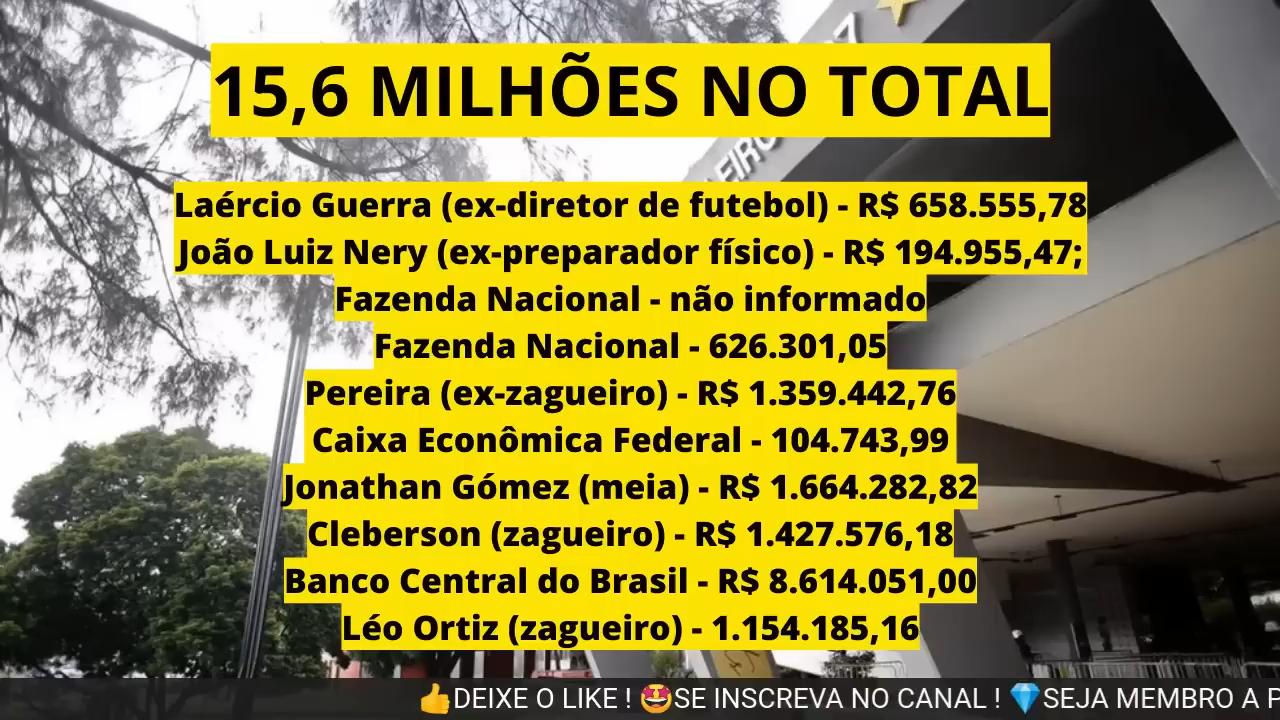 15,6 MILHÕES NO TOTAL
Laércio Guerra (ex-diretor de futebol) - R$ 658.555,78
João Luiz Nery (ex-preparador físico) - R$ 194.955,47;
Fazenda Nacional - não informado
Fazenda Nacional - 626.301,05
Pereira (ex-zagueiro) - R$ 1.359.442,76
Caixa Econômica Federal - 104.743,99
Jonathan Gómez (meia) - R$ 1.664.282,82
Cleberson (zagueiro) - R$ 1.427.576,18
Banco Central do Brasil - R$ 8.614.051,00
Léo Ortiz (zagueiro) - 1.154.185,16
👍DEIXE O LIKE ! 🤩SE INSCREVA NO CANAL ! 💎SEJA MEMBRO A